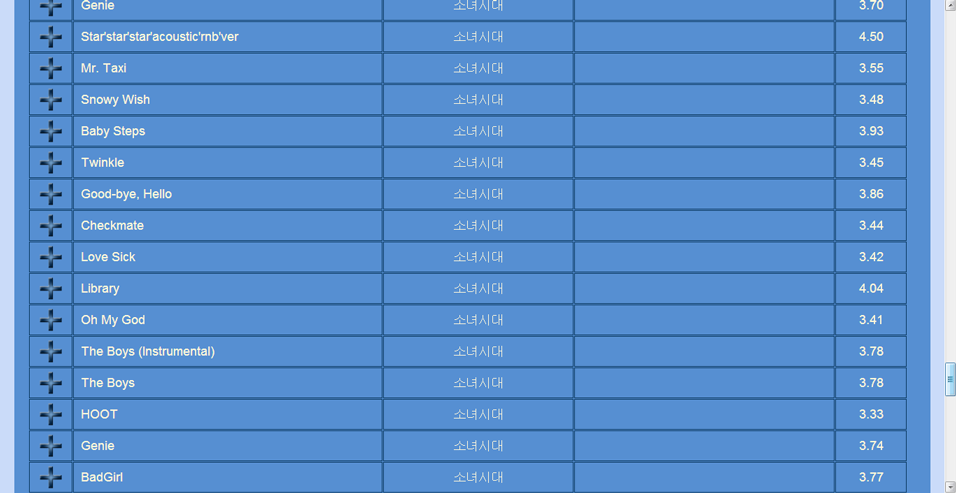 Genie 소녀시대 3.70
Star'star'star'acoustic'rnb'ver 소녀시대 4.50
Mr. Taxi 소녀시대 3.55
Snowy Wish 소녀시대 3.48
Baby Steps 소녀시대 3.93
Twinkle 소녀시대 3.45
Good-bye, Hello 소녀시대 3.86
Checkmate 소녀시대 3.44
Love Sick 소녀시대 3.42
Library 소녀시대 4.04
Oh My God 소녀시대 3.41
The Boys (Instrumental) 소녀시대 3.78
The Boys 소녀시대 3.78
HOOT 소녀시대 3.33
Genie 소녀시대 3.74
BadGirl 소녀시대 3.77